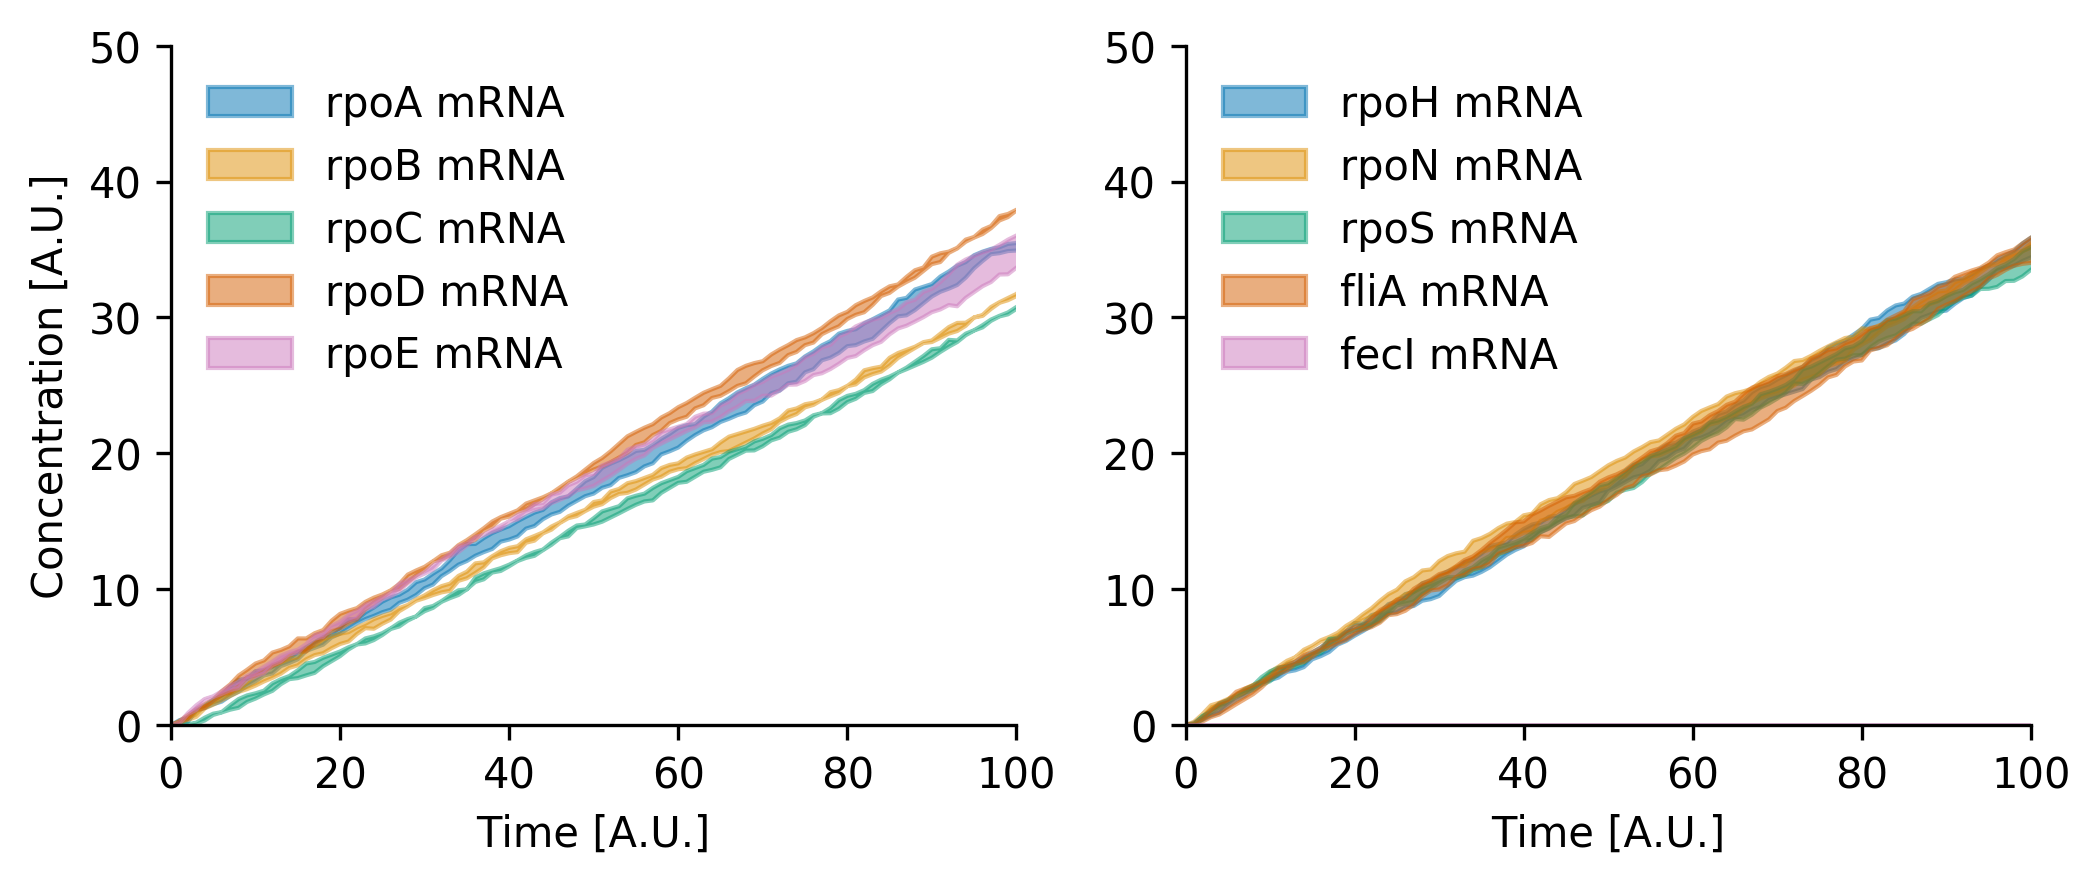 50
40
30
20
10
0
Concentration [A.U.]
rpoA mRNA
rpoB mRNA
rpoC mRNA
rpoD mRNA
rpoE mRNA
0 20 40 60 80 100
Time [A.U.]
50
40
30
20
10
0
rpoH mRNA
rpoN mRNA
rpoS mRNA
fliA mRNA
fecI mRNA
0 20 40 60 80 100
Time [A.U.]